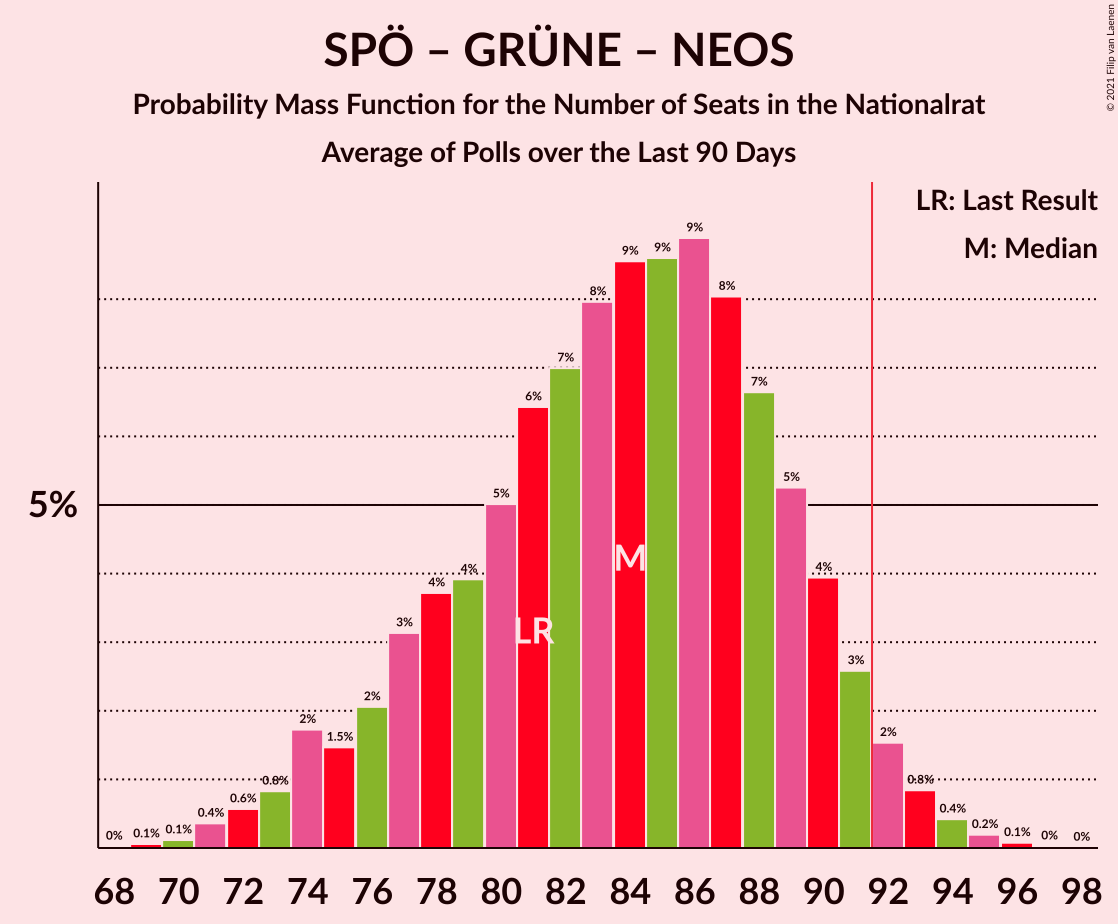 SPÖ – GRÜNE – NEOS
Probability Mass Function for the Number of Seats in the Nationalrat
Average of Polls over the Last 90 Days
© 2021 Filip van Laenen
LR: Last Result
M: Median
5%
0% 0.1% 0.1% 0.4% 0.6% 0.8% 2% 1.5% 2% 3% 4% 4% 5% 6% 7% 8% 9% 9% 9% 8% 7% 5% 4% 3% 2% 0.8% 0.4% 0.2% 0.1% 0% 0%
M
LR
68 70 72 74 76 78 80 82 84 86 88 90 92 94 96 98